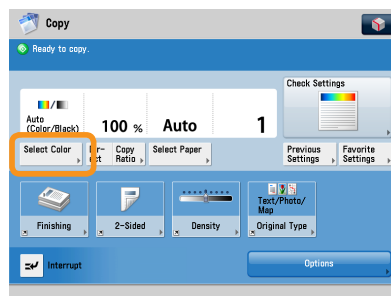 Copy
Ready to copy.
Check Settings
Auto
(Color/Black)
100 %
Auto
1
Select Color
ect
Copy
Ratio
Select Paper
Previous
Settings
Favorite
Settings
Text/Photo/
Map
Finishing
2-Sided
Density
Original Type
Interrupt
Options